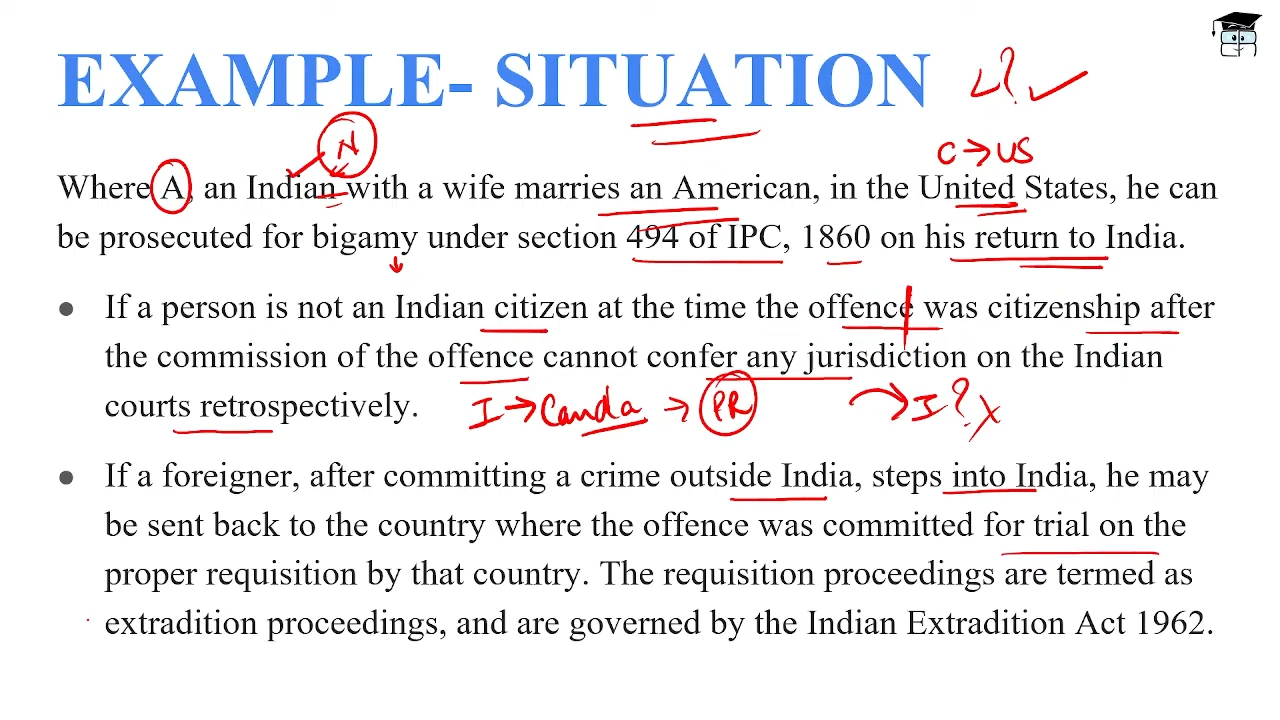 EXAMPLE- SITUATION ?
N
C → US
Where A, an Indian with a wife marries an American, in the United States, he can
be prosecuted for bigamy under section 494 of IPC, 1860 on his return to India.
● If a person is not an Indian citizen at the time the offence was citizenship after
the commission of the offence cannot confer any jurisdiction on the Indian
courts retrospectively.
I → Canda → PR → I?
● If a foreigner, after committing a crime outside India, steps into India, he may
be sent back to the country where the offence was committed for trial on the
proper requisition by that country. The requisition proceedings are termed as
extradition proceedings, and are governed by the Indian Extradition Act 1962.